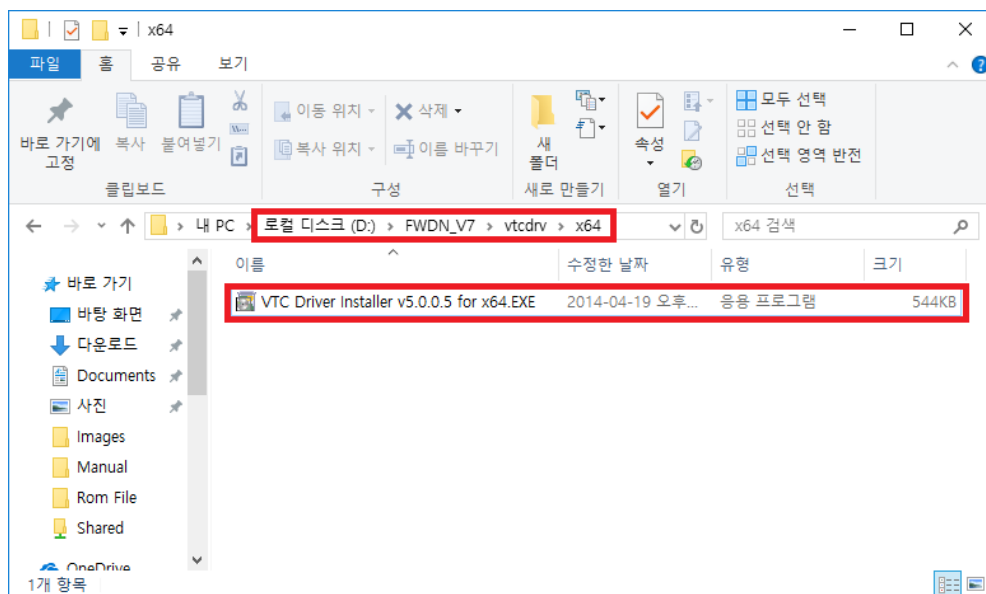 x64
파일 홈 공유 보기
바로 가기에 고정 복사 붙여넣기
클립보드
이동 위치 삭제
복사 위치 이름 바꾸기
구성
새 폴더
새로 만들기
속성
열기
모두 선택
선택 안 함
선택 영역 반전
선택
내 PC 로컬 디스크 (D:) FWDN_V7 vtcdrv x64
x64 검색
이름 수정한 날짜 유형 크기
VTC Driver Installer v5.0.0.5 for x64.EXE 2014-04-19 오후... 응용 프로그램 544KB
바로 가기
바탕 화면
다운로드
Documents
사진
Images
Manual
Rom File
Shared
OneDrive
1개 항목